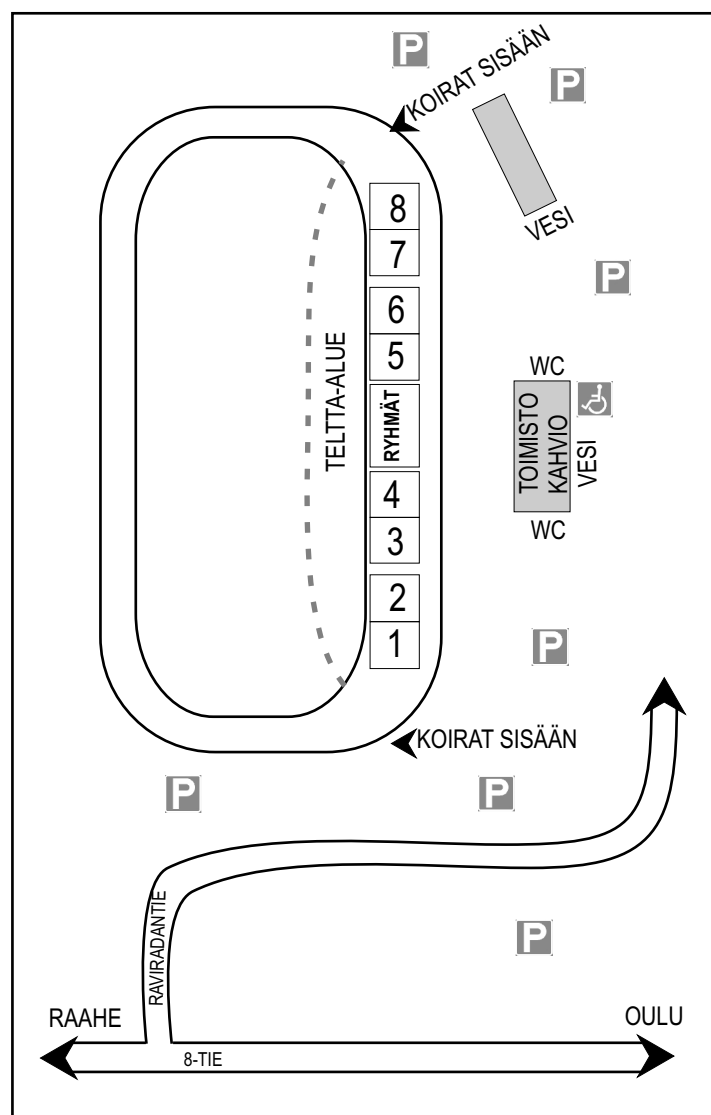 P
KOIRAT SISÄÄN
P
VESI
8
7
P
6
5
TELTTA-ALUE
RYHMÄT
WC
TOIMISTO
KAHVIO
VESI
WC
4
3
2
1
P
KOIRAT SISÄÄN
P
P
RAVIRADANTIE
P
RAAHE
OULU
8-TIE